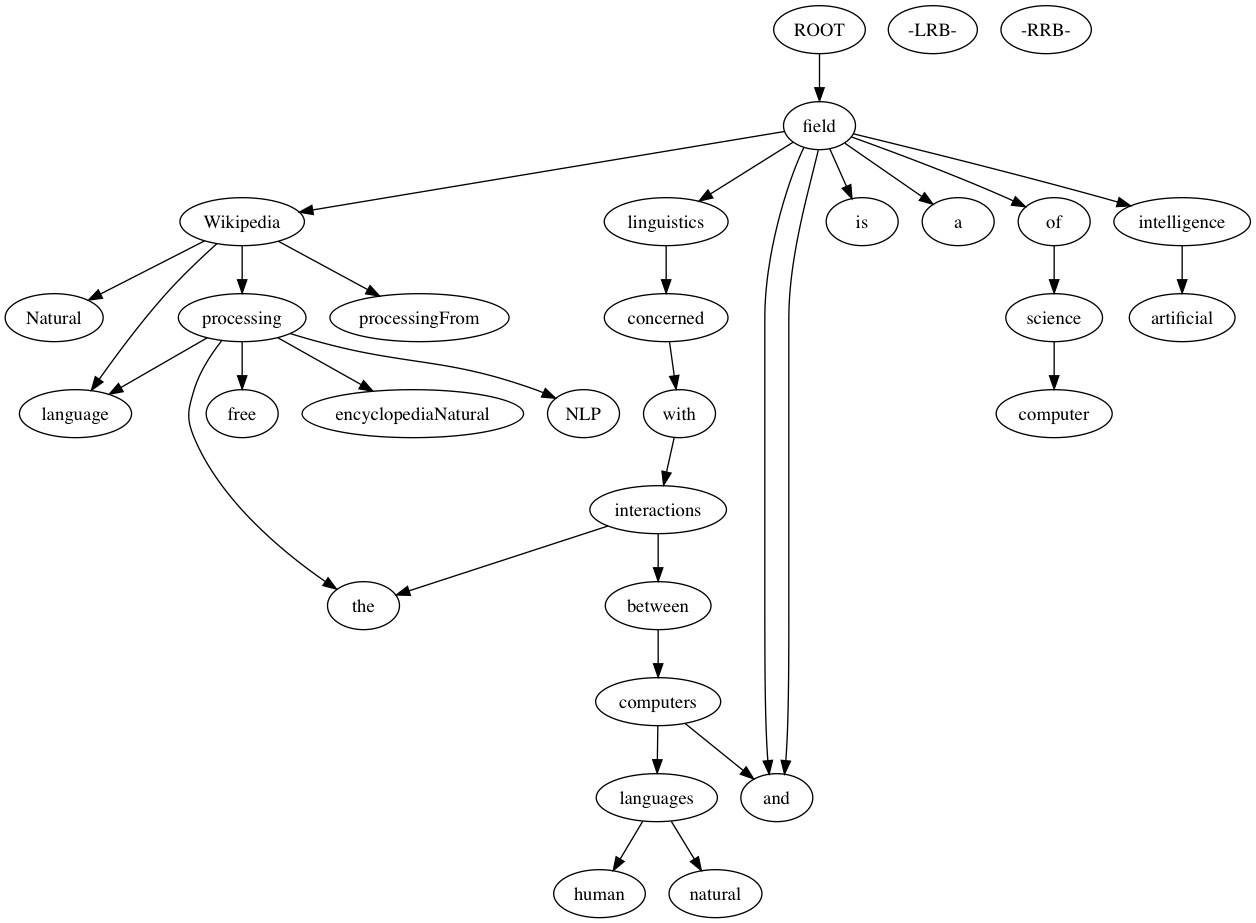 ROOT -LRB- -RRB-
field
Wikipedia linguistics is a of intelligence
Natural processing processingFrom concerned science artificial
language free encyclopediaNatural NLP with computer
interactions
the between
computers
languages and
human natural